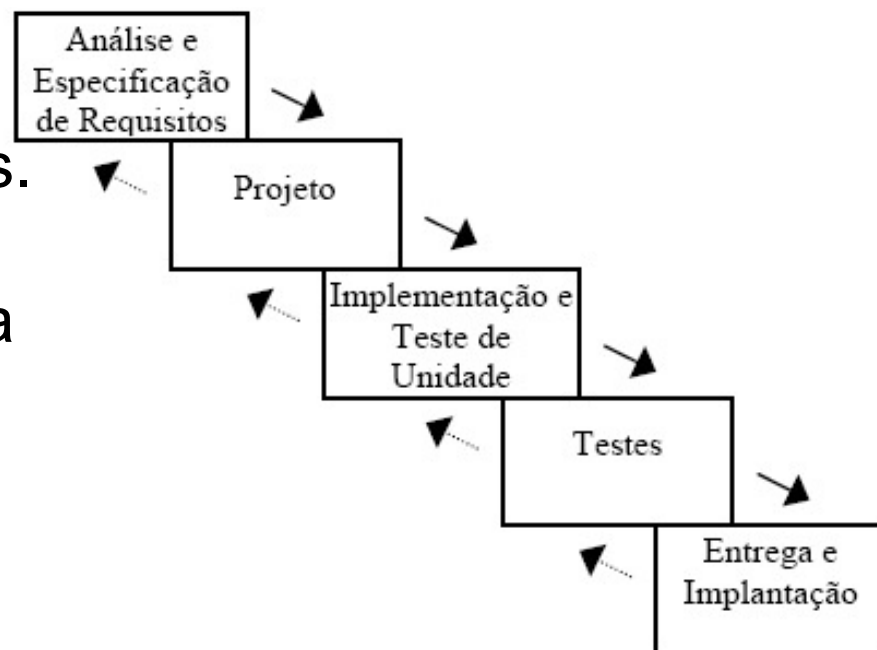 Análise e
Especificação
de Requisitos
s.
Projeto
Implementação e
a
Teste de
Unidade
Testes
Entrega e
Implantação